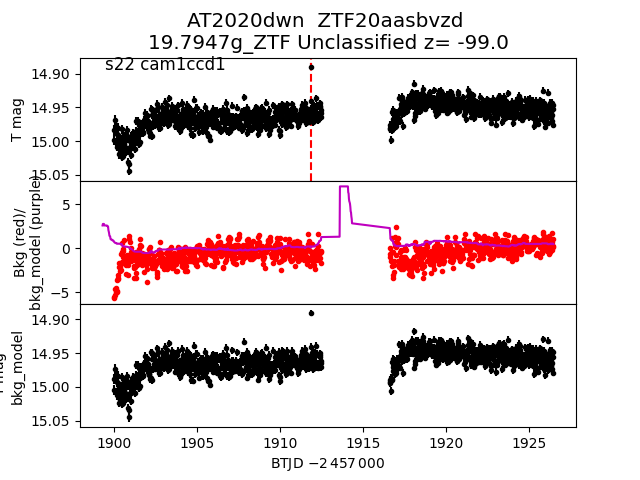 AT2020dwn  ZTF20aasbvzd
19.7947g_ZTF Unclassified z= -99.0
s22 cam1ccd1
14.90
14.95
15.00
15.05
T mag
5
0
−5
Bkg (red)/
bkg_model (purple)
14.90
14.95
15.00
15.05
bkg_model
1900
1905
1910
1915
1920
1925
BTJD −2 457 000